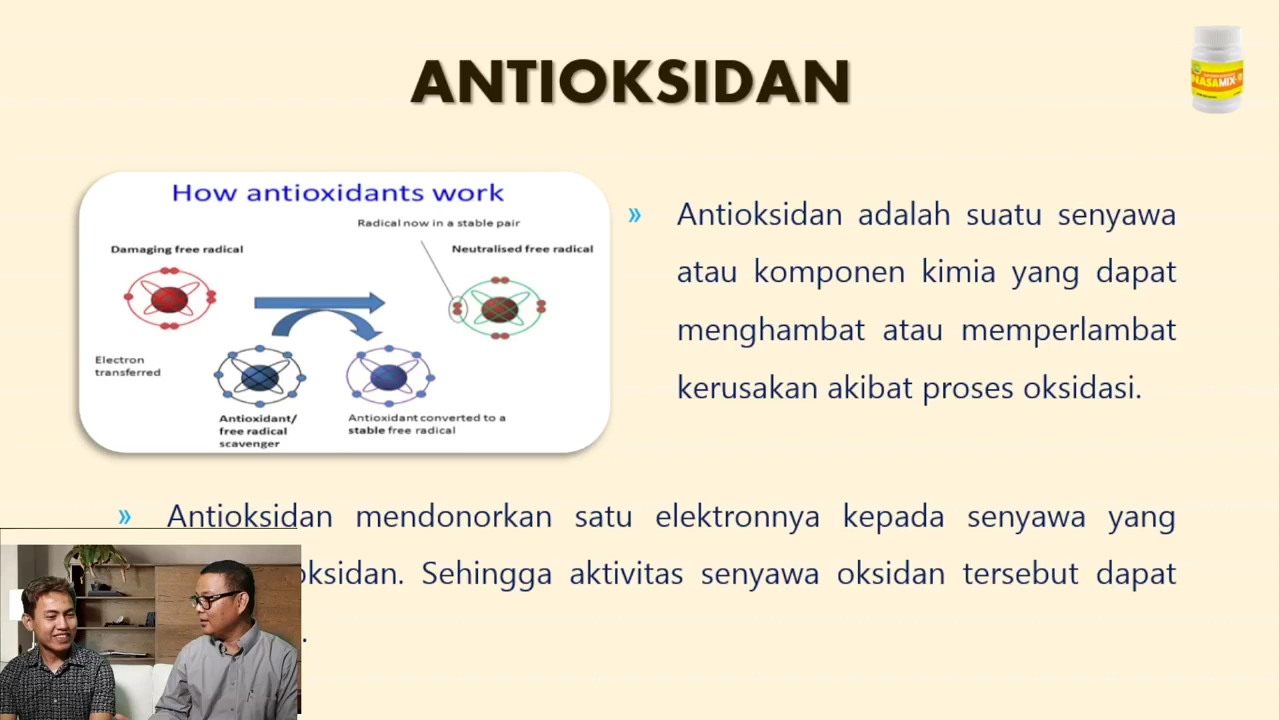 ANTIOKSIDAN
NASAMIX
How antioxidants work
Radical now in a stable pair
Damaging free radical
Neutralised free radical
Electron
transferred
Antioxidant/
free radical
scavenger
Antioxidant converted to a
stable free radical
» Antioksidan adalah suatu senyawa
atau komponen kimia yang dapat
menghambat atau memperlambat
kerusakan akibat proses oksidasi.
» Antioksidan mendonorkan satu elektronnya kepada senyawa yang
oksidan. Sehingga aktivitas senyawa oksidan tersebut dapat
.